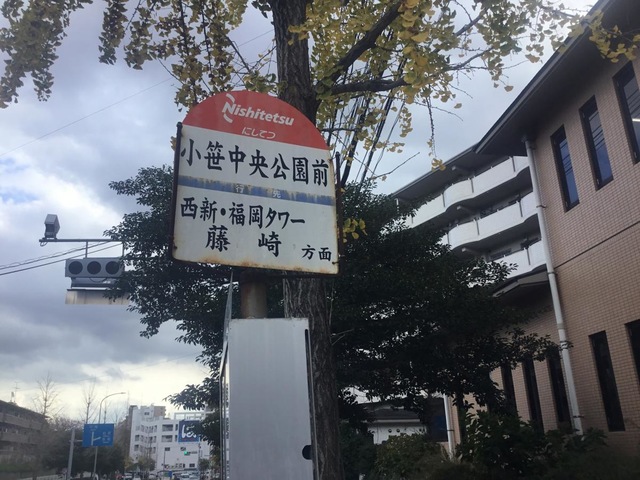 Nishitetsu
にしてつ
小笹中央公園前
行先
西新・福岡タワー
藤崎 方面